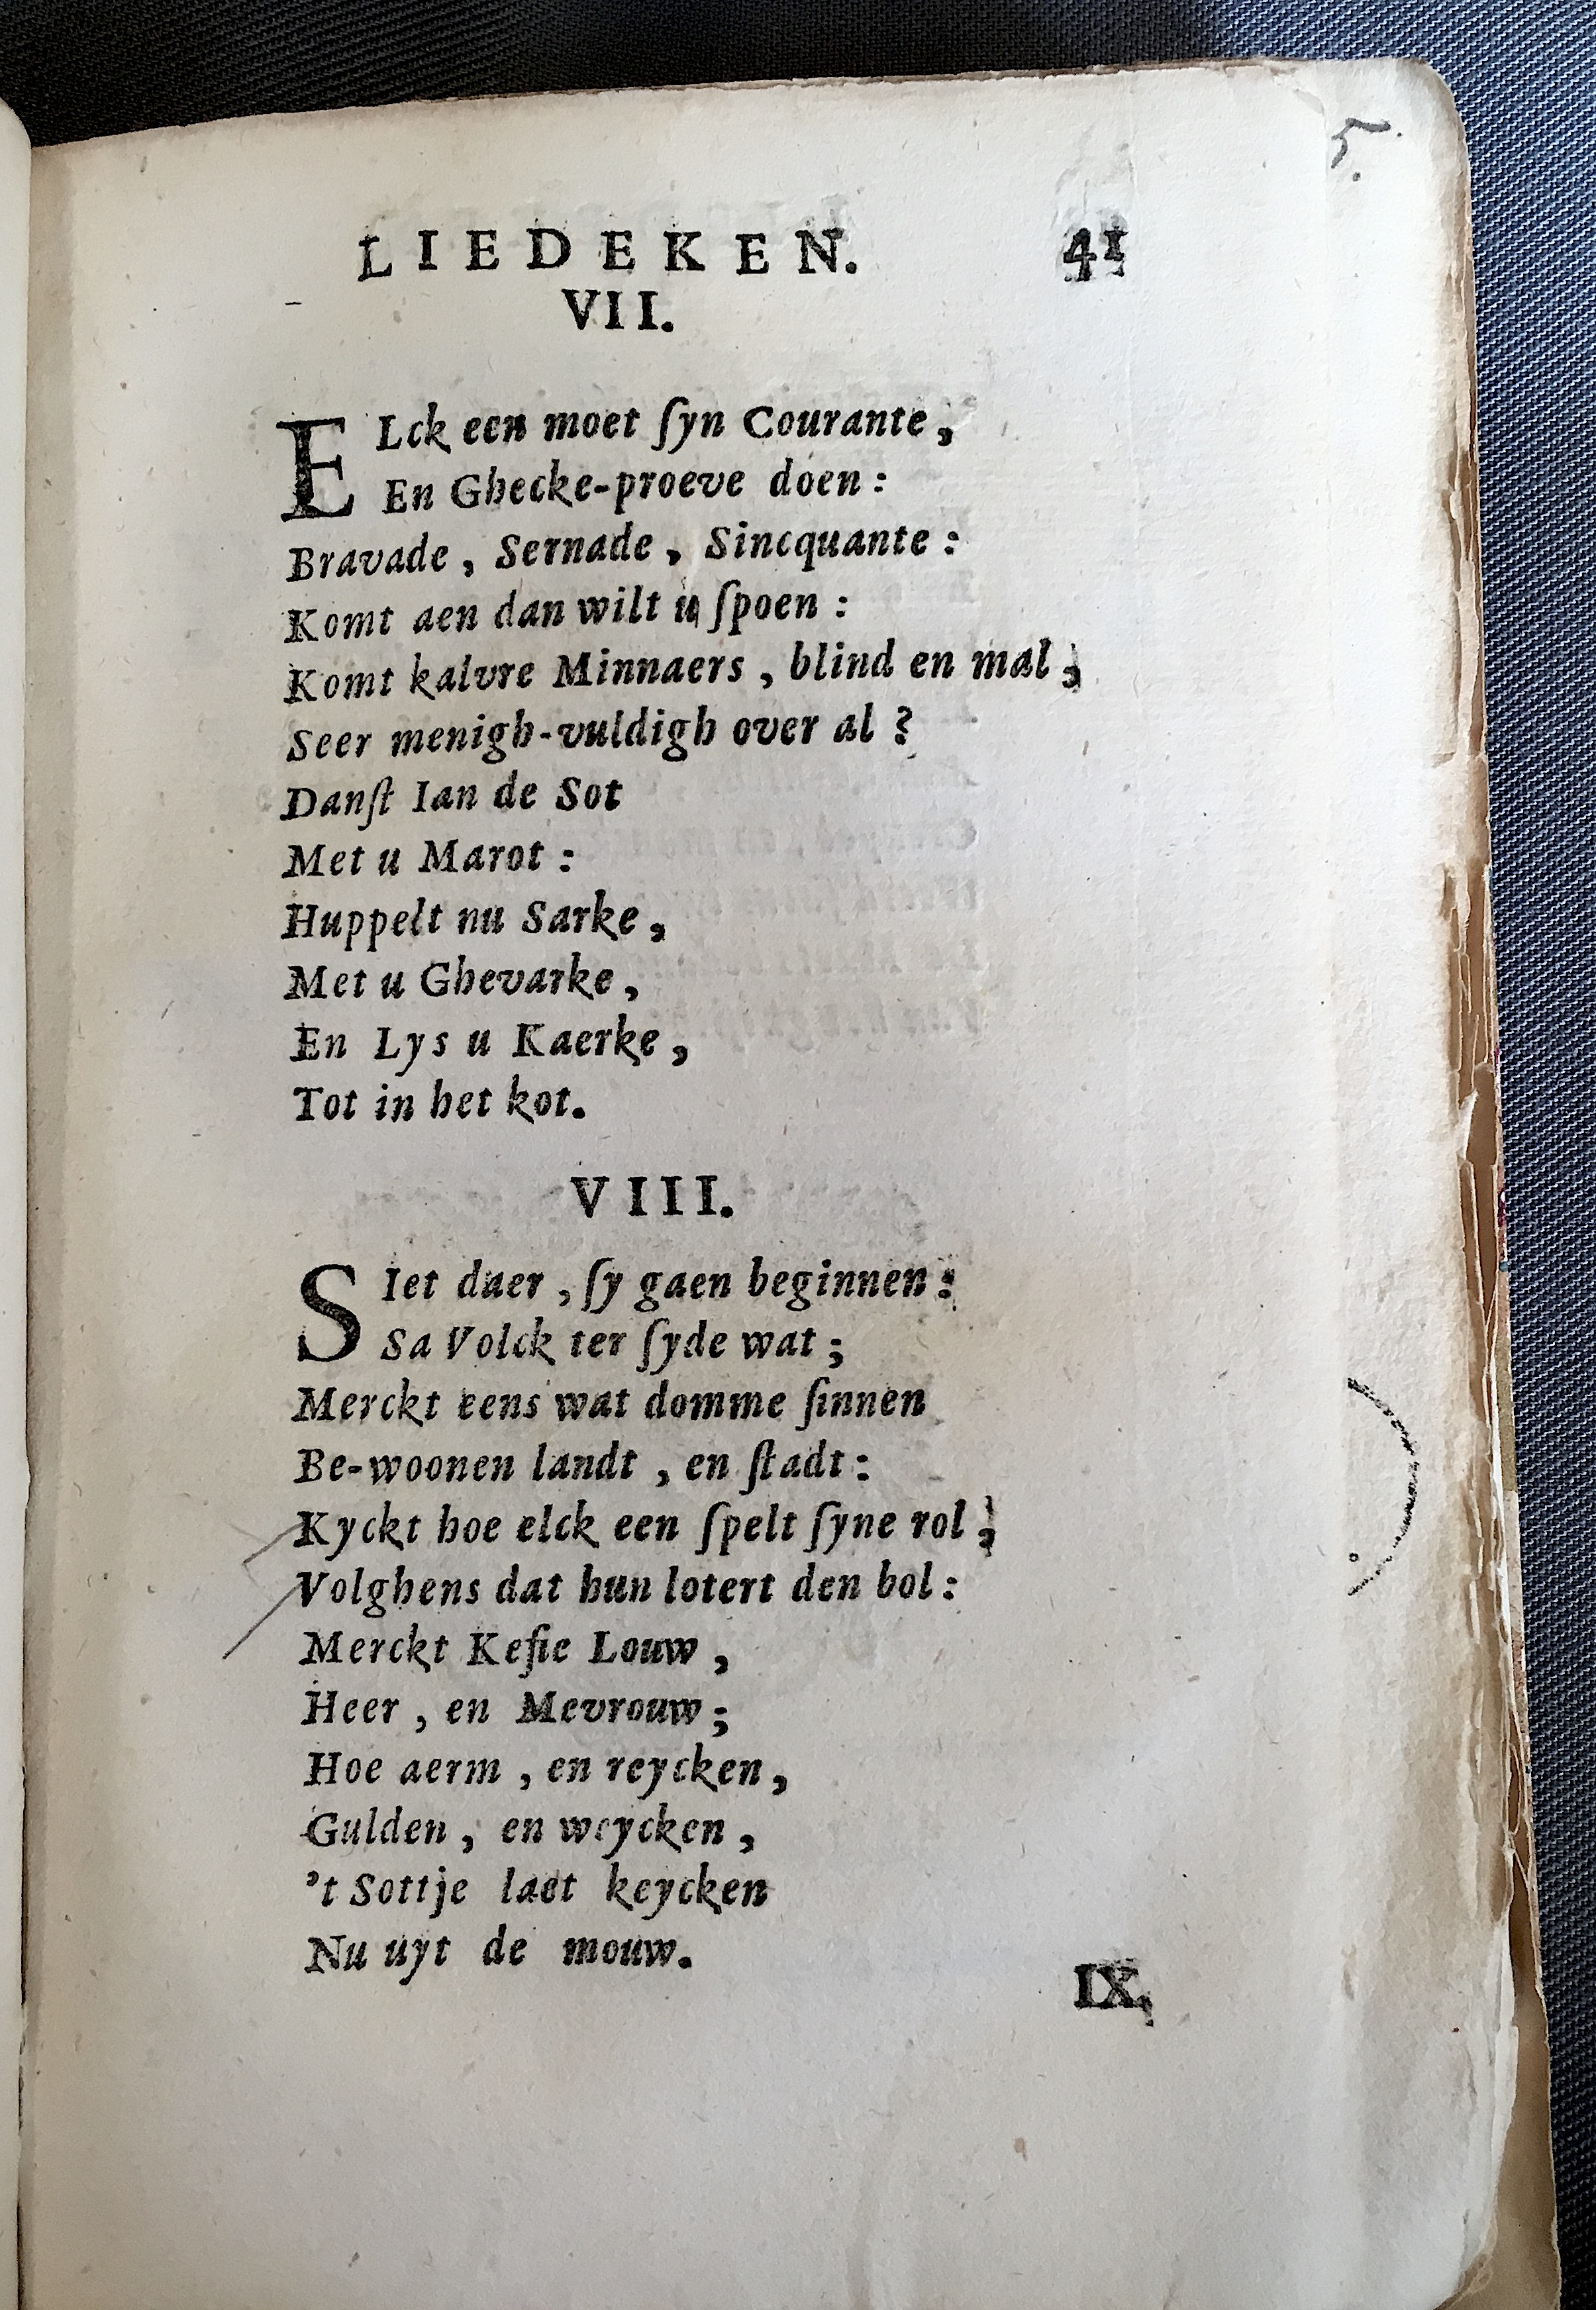 5.
LIEDEKEN. 41
VII.
ELck een moet ſyn Courante,
En Ghecke-proeve doen:
Bravade, Sernade, Sincquante:
Komt aen dan wilt u ſpoen:
Komt kalvre Minnaers, blind en mal,
Seer menigh-vuldigh over al?
Danſt Ian de Sot
Met u Marot:
Huppelt nu Sarke,
Met u Ghevarke,
En Lys u Kaerke,
Tot in het kot.
VIII.
SIet daer, ſy gaen beginnen:
Sa Volck ter ſyde wat;
Merckt eens wat domme ſinnen
Be-woonen landt, en ſtadt:
Kyckt hoe elck een ſpelt ſyne rol,
Volghens dat hun lotert den bol:
Merckt Keſie Louw,
Heer, en Mevrouw;
Hoe aerm, en reycken,
Gulden, en weycken,
't Sottje laet keycken
Nu uyt de mouw.
IX.